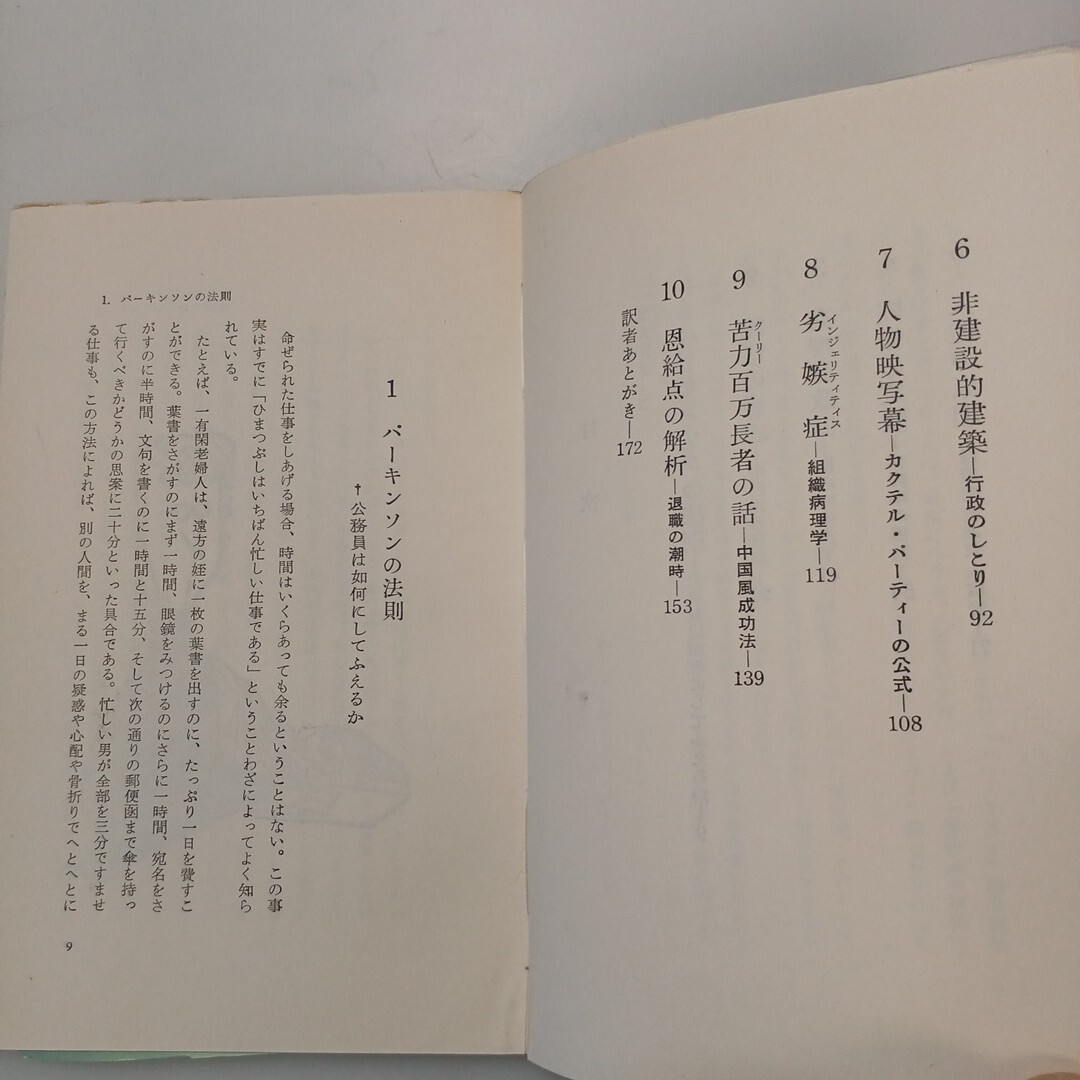 6 非建設的建築―行政のしこり―92
7 人物映写幕―カクテル・パーティーの公式―108
8 劣嫉症―組織病理学―119
インジェリティティス
9 苦力百万長者の話―中国風成功法―139
クーリー
10 恩給点の解析―退職の潮時―153
訳者あとがき―172
1. パーキンソンの法則
1 パーキンソンの法則
†公務員は如何にしてふえるか
命ぜられた仕事をしあげる場合、時間はいくらあっても余るということはない。この事
実はすでに「ひまつぶしはいちばん忙しい仕事である」ということわざによってよく知ら
れている。
たとえば、一有閑老婦人は、遠方の姪に一枚の葉書を出すのに、たっぷり一日を費すこ
とができる。葉書をさがすのにまず一時間、眼鏡をみつけるのにさらに一時間、宛名をさ
がすのに半時間、文句を書くのに一時間と十五分、そして次の通りの郵便函まで傘を持っ
て行くべきかどうかの思案に二十分といった具合である。忙しい男が全部を三分ですませ
る仕事も、この方法によれば、別の人間を、まる一日の疑惑や心配や骨折りでへとへとに
9